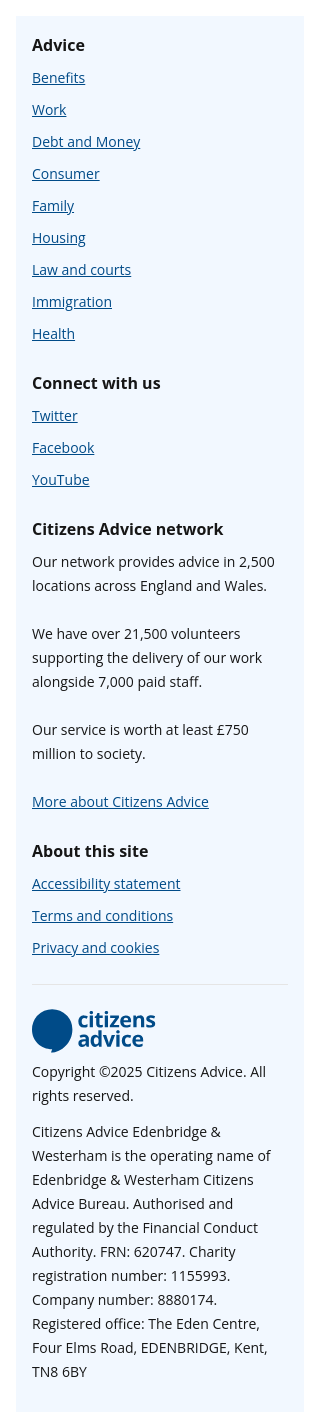 Advice
Benefits
Work
Debt and Money
Consumer
Family
Housing
Law and courts
Immigration
Health
Connect with us
Twitter
Facebook
YouTube
Citizens Advice network
Our network provides advice in 2,500
locations across England and Wales.
We have over 21,500 volunteers
supporting the delivery of our work
alongside 7,000 paid staff.
Our service is worth at least £750
million to society.
More about Citizens Advice
About this site
Accessibility statement
Terms and conditions
Privacy and cookies
citizens
advice
Copyright ©2025 Citizens Advice. All
rights reserved.
Citizens Advice Edenbridge &
Westerham is the operating name of
Edenbridge & Westerham Citizens
Advice Bureau. Authorised and
regulated by the Financial Conduct
Authority. FRN: 620747. Charity
registration number: 1155993.
Company number: 8880174.
Registered office: The Eden Centre,
Four Elms Road, EDENBRIDGE, Kent,
TN8 6BY